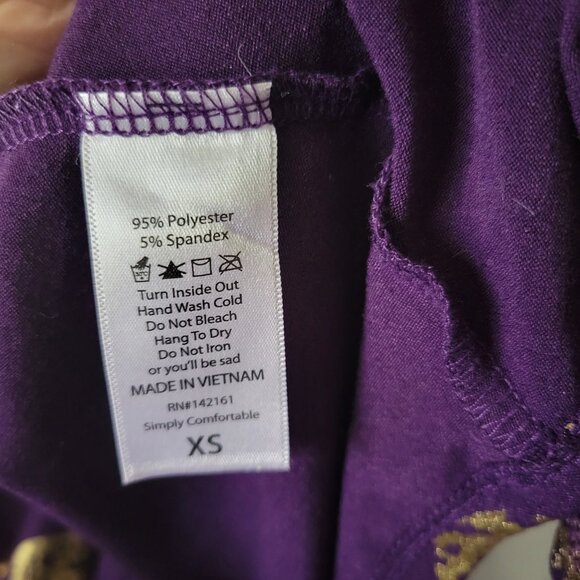 95% Polyester
5% Spandex
Turn Inside Out
Hand Wash Cold
Do Not Bleach
Hang To Dry
Do Not Iron
or you'll be sad
MADE IN VIETNAM
RN#142161
Simply Comfortable
XS